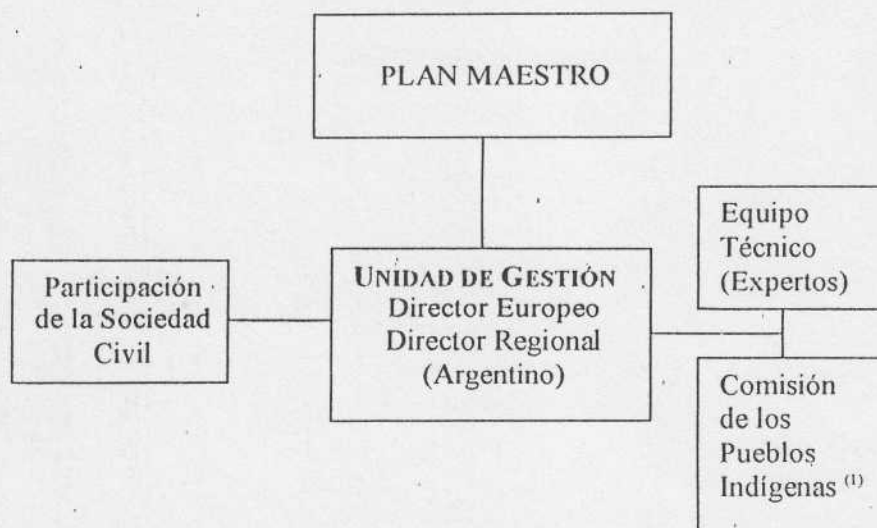 PLAN MAESTRO
Participación
de la Sociedad
Civil
UNIDAD DE GESTIÓN
Director Europeo
Director Regional
(Argentino)
Equipo
Técnico
(Expertos)
Comisión
de los
Pueblos
Indígenas (1)